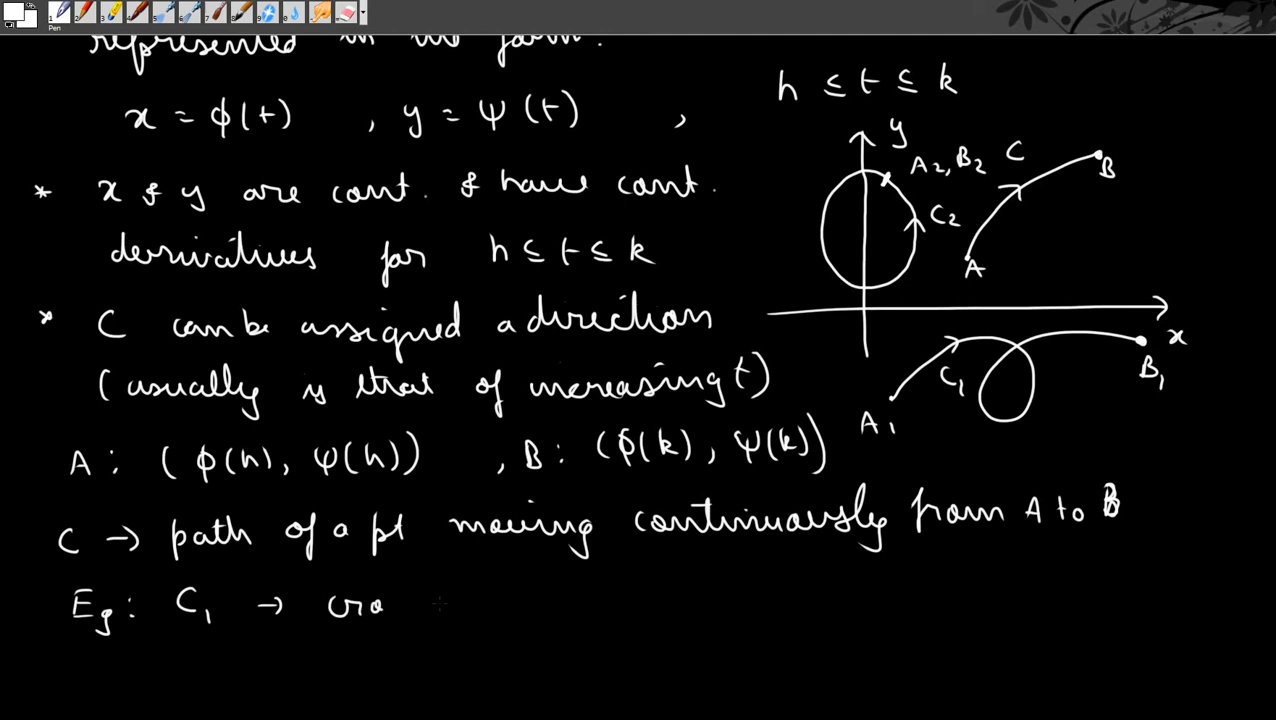 represented in the form.
x = ϕ(t) , y = ψ(t) , h ≤ t ≤ k
* x & y are cont. & have cont.
derivatives for h ≤ t ≤ k
* C can be assigned a direction
(usually is that of increasing t)
A : (ϕ(h), ψ(h)) , B : (ϕ(k), ψ(k))
C → path of a pt moving continuously from A to B
Eg: C₁ → cro
y
A₂, B₂
C
B
C₂
A
x
C₁
B₁
A₁
Pen